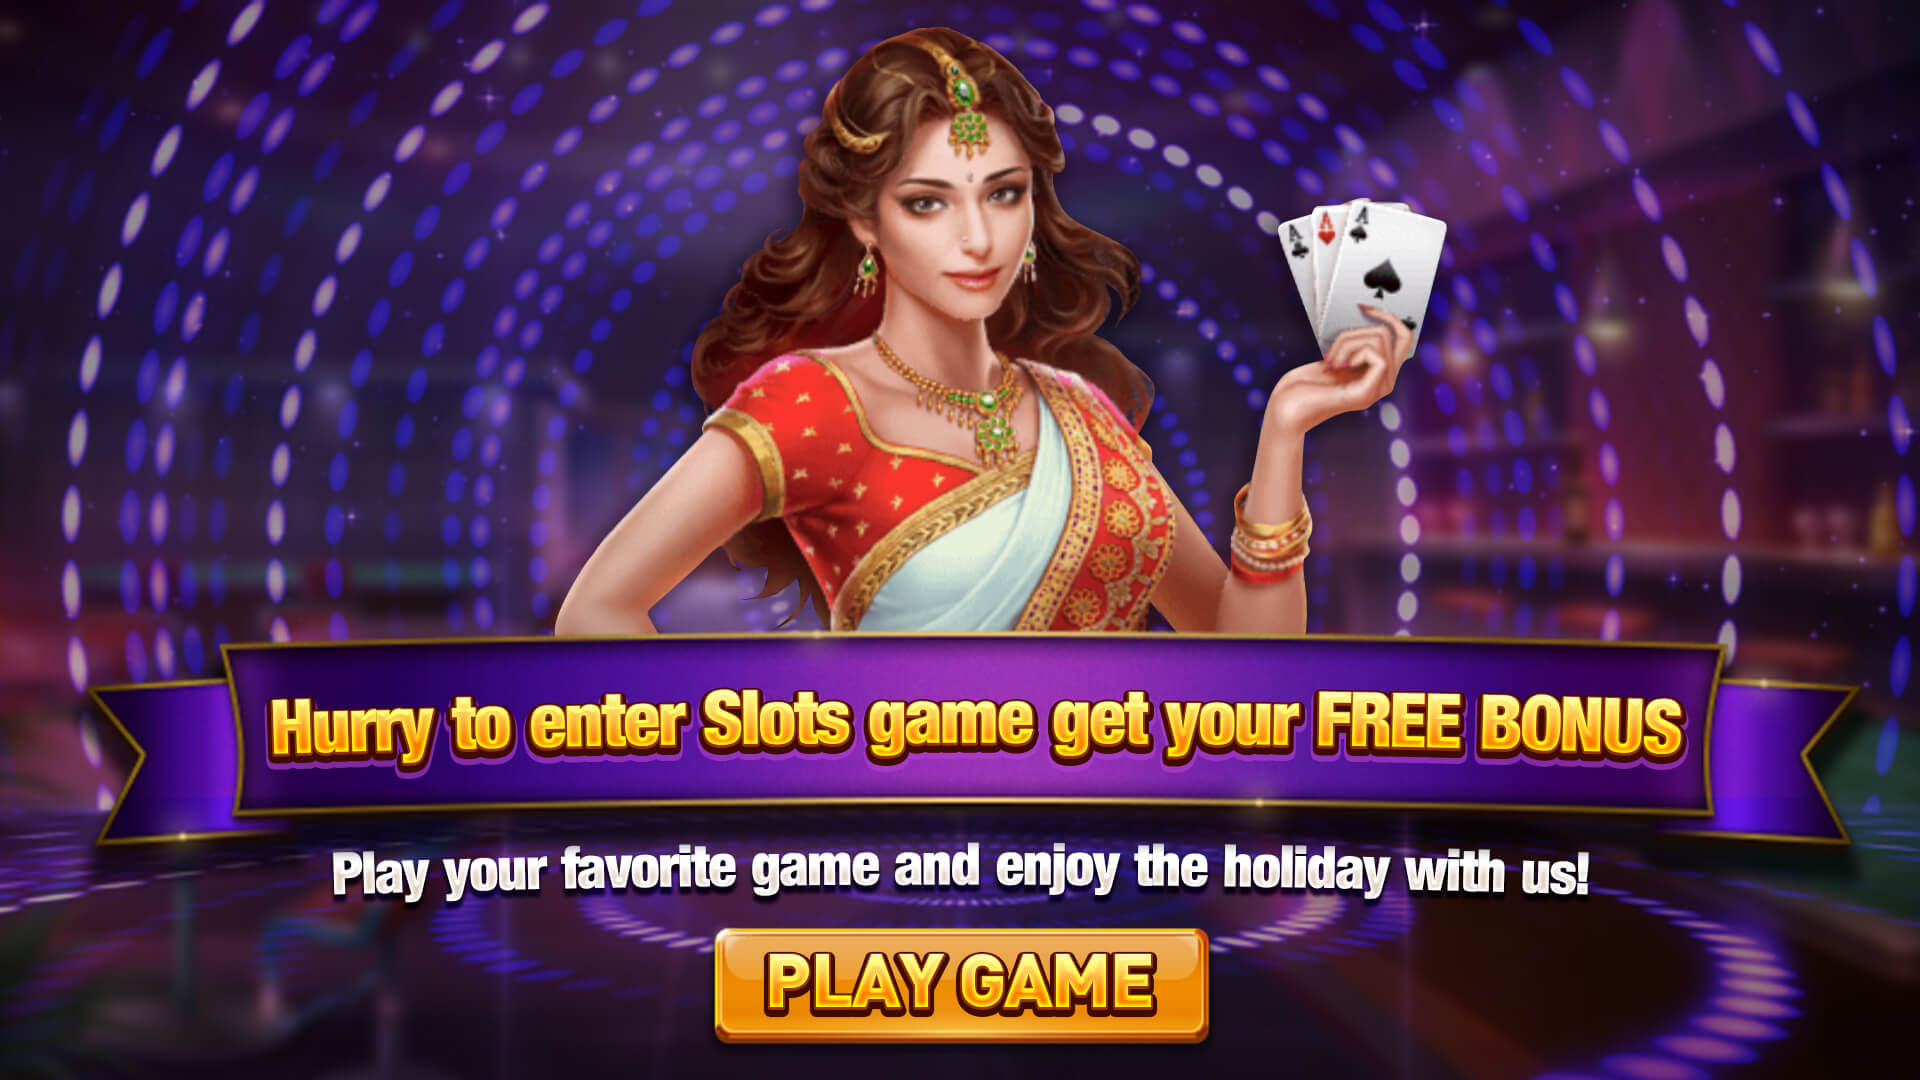 A
A
A
Hurry to enter Slots game get your FREE BONUS
Play your favorite game and enjoy the holiday with us!
PLAY GAME